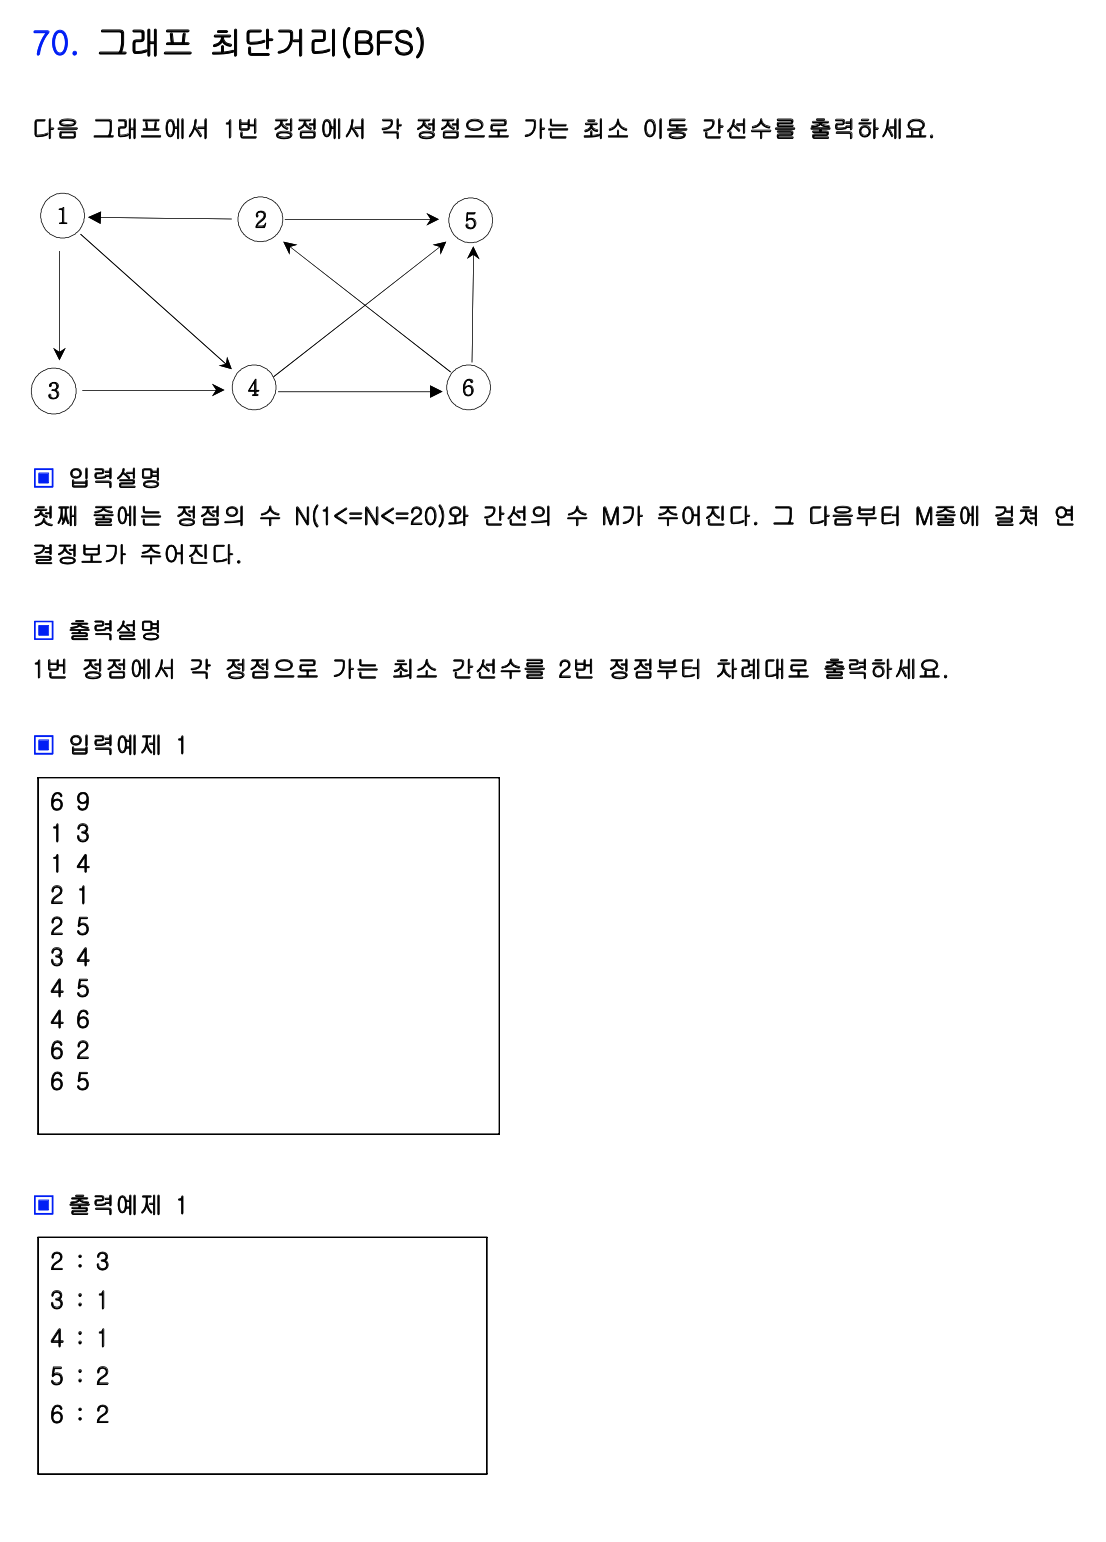 70. 그래프 최단거리(BFS)
다음 그래프에서 1번 정점에서 각 정점으로 가는 최소 이동 간선수를 출력하세요.
1 2 5
3 4 6
▣ 입력설명
첫째 줄에는 정점의 수 N(1<=N<=20)와 간선의 수 M가 주어진다. 그 다음부터 M줄에 걸쳐 연
결정보가 주어진다.
▣ 출력설명
1번 정점에서 각 정점으로 가는 최소 간선수를 2번 정점부터 차례대로 출력하세요.
▣ 입력예제 1
6 9
1 3
1 4
2 1
2 5
3 4
4 5
4 6
6 2
6 5
▣ 출력예제 1
2 : 3
3 : 1
4 : 1
5 : 2
6 : 2